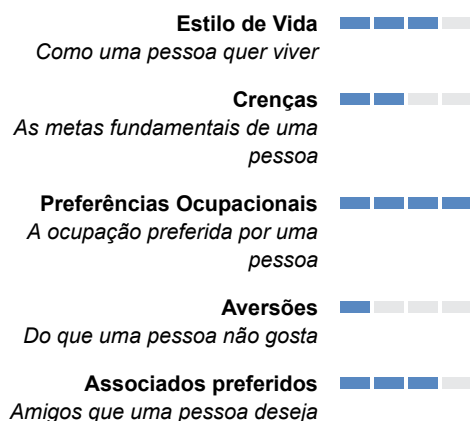 Estilo de Vida
Como uma pessoa quer viver
Crenças
As metas fundamentais de uma
pessoa
Preferências Ocupacionais
A ocupação preferida por uma
pessoa
Aversões
Do que uma pessoa não gosta
Associados preferidos
Amigos que uma pessoa deseja